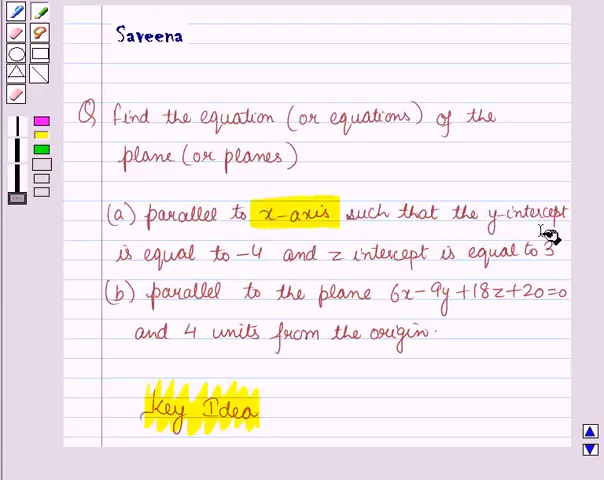 Saveena
Q find the equation (or equations) of the
plane (or planes)
(a) parallel to x-axis such that the y-intercept
is equal to -4 and z intercept is equal to 3
(b) parallel to the plane 6x-9y+18z+20=0
and 4 units from the origin.
Key Idea